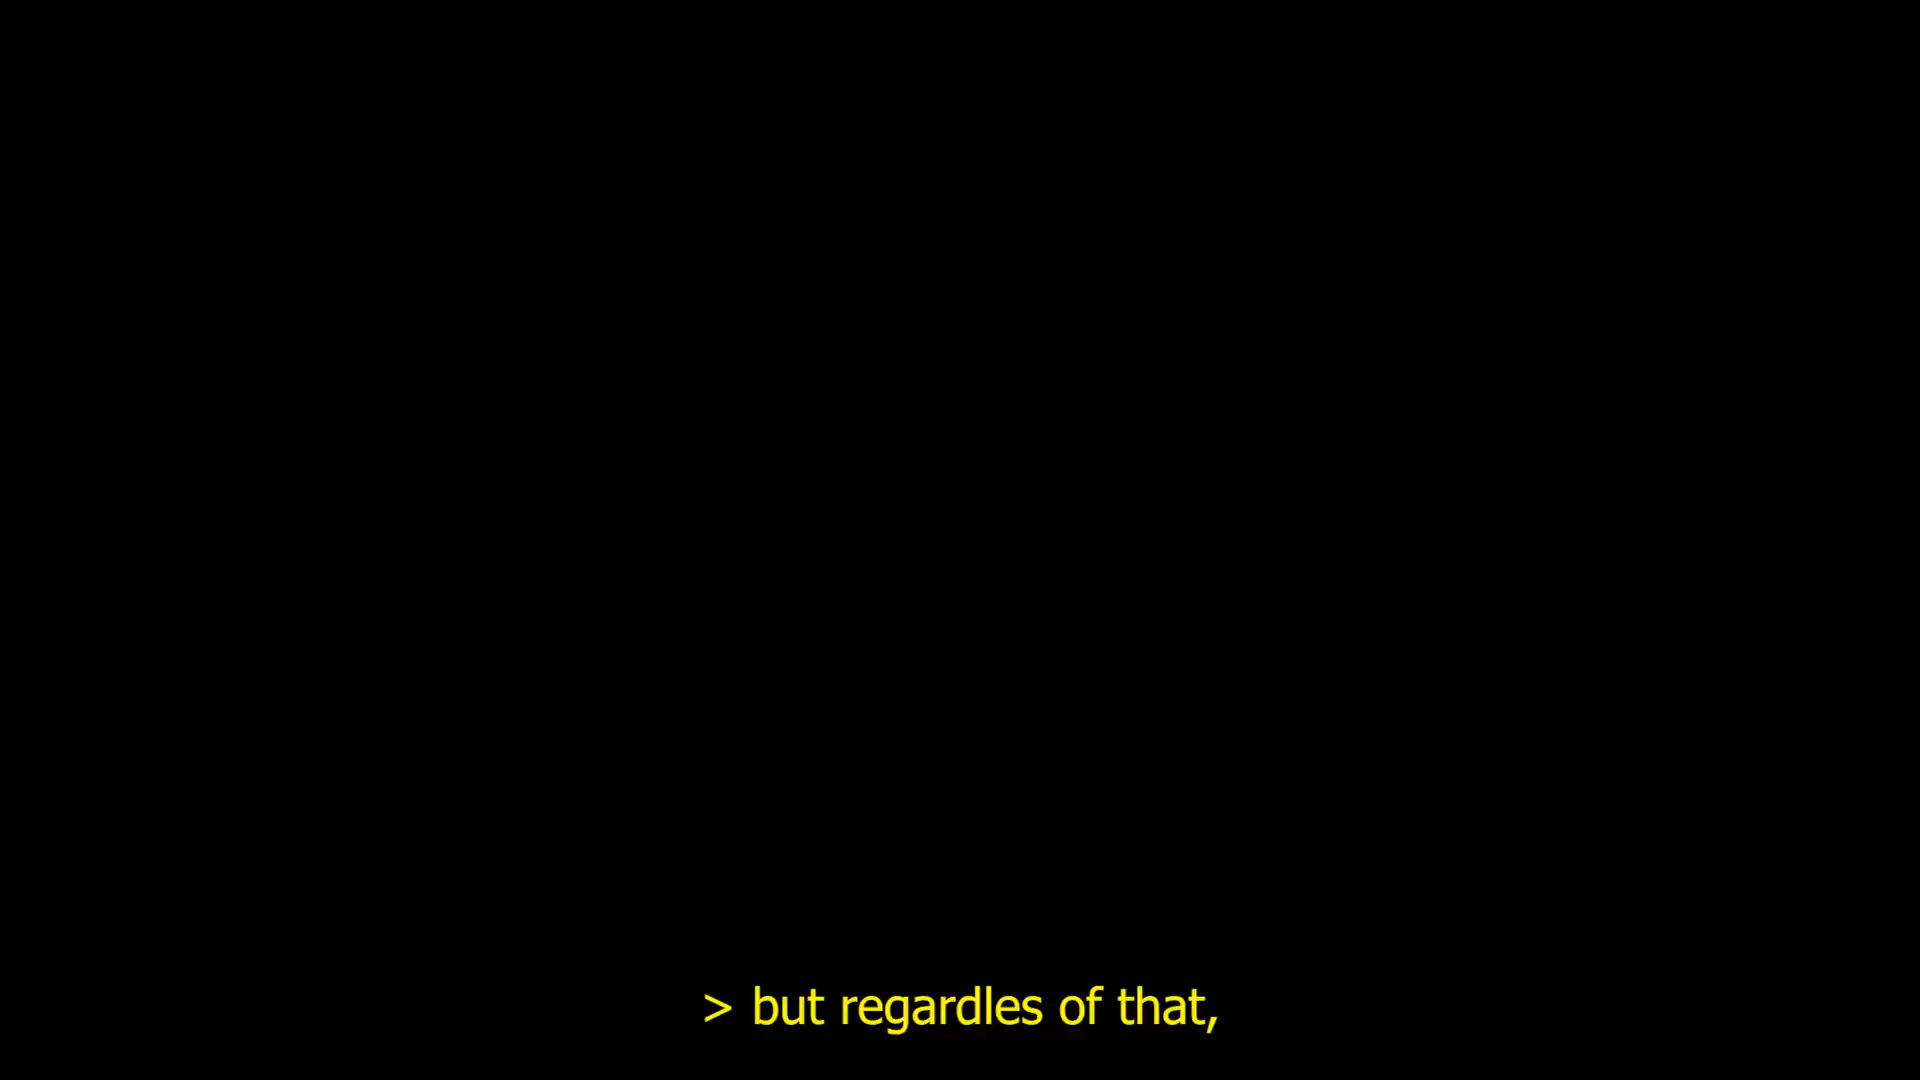 > but regardles of that,